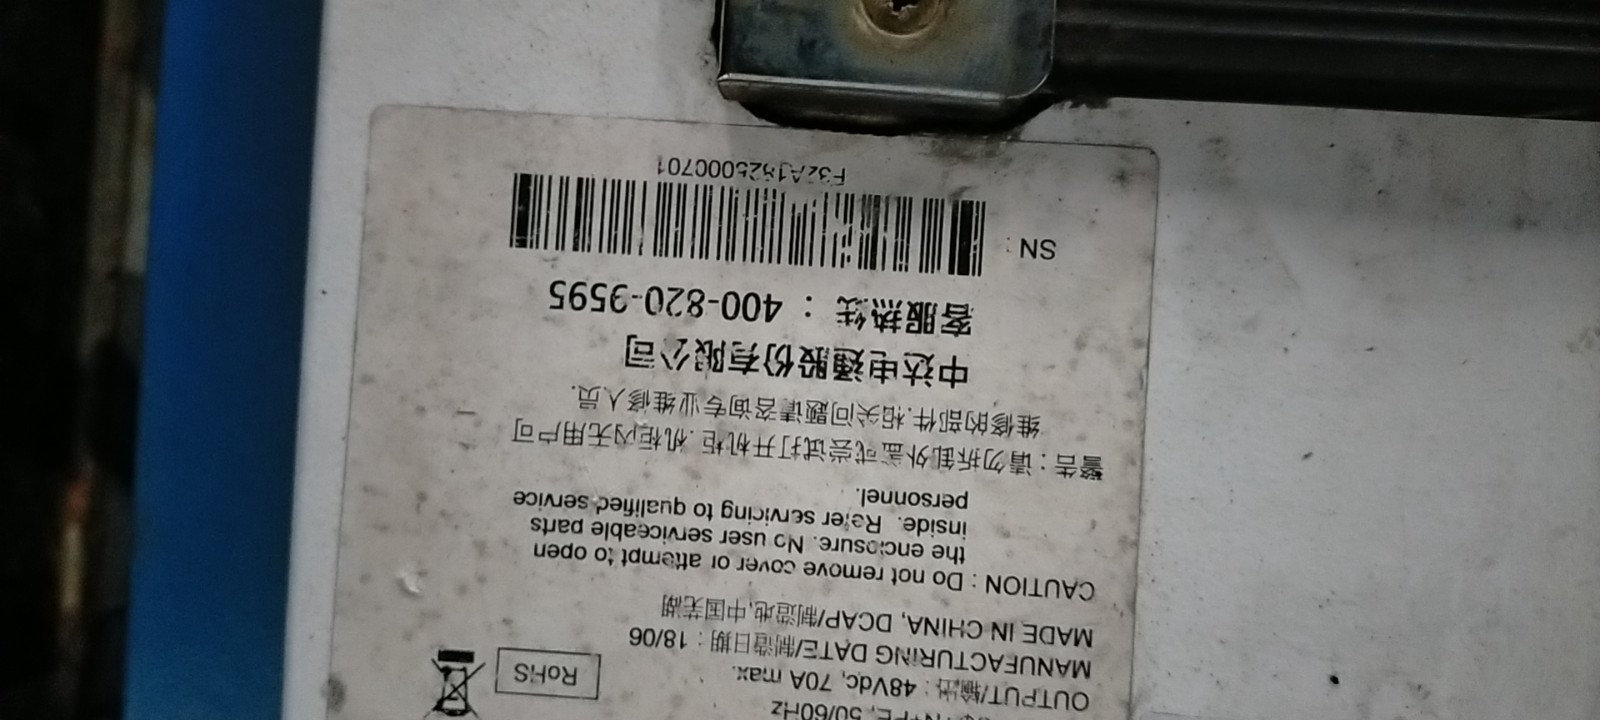 50/60Hz
OUTPUT/輸出 : 48Vdc, 70A max.
MANUFACTURING DATE/制造日期 : 18/06
MADE IN CHINA, DCAP/制造地,中国芜湖
RoHS
CAUTION : Do not remove cover or attempt to open
the enclosure. No user serviceable parts
inside. Refer servicing to qualified service
personnel.
警告 : 请勿拆卸外盖或尝试打开机柜.机柜内无用户可
维修的部件.相关问题请咨询专业维修人员.
中达电通股份有限公司
客服热线 : 400-820-9595
SN :